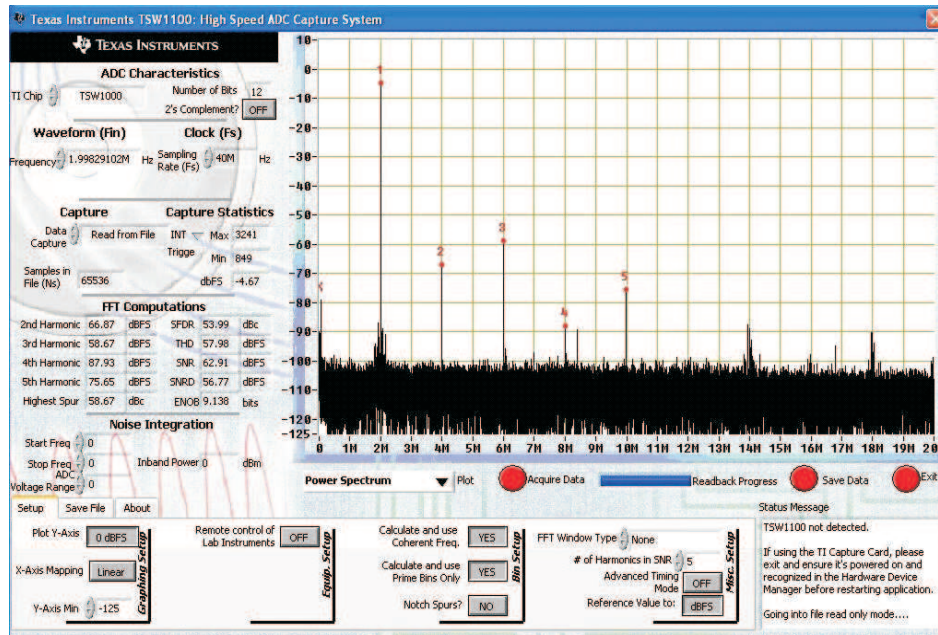 Texas Instruments TSW1100: High Speed ADC Capture System
TEXAS INSTRUMENTS
ADC Characteristics
TI Chip TSW1000 Number of Bits 12
2's Complement? OFF
Waveform (Fin) Clock (Fs)
Frequency 1.99829102M Hz Sampling Rate (Fs) 40M Hz
Capture Capture Statistics
Data Capture Read from File INT Trigge Max 3241
Min 849
Samples in File (Ns) 65536 dbFS -4.67
FFT Computations
2nd Harmonic 66.87 dBFS SFDR 53.99 dBc
3rd Harmonic 58.67 dBFS THD 57.98 dBFS
4th Harmonic 87.93 dBFS SNR 62.91 dBFS
5th Harmonic 75.65 dBFS SNRD 56.77 dBFS
Highest Spur 58.67 dBc ENOB 9.138 bits
Noise Integration
Start Freq 0
Stop Freq 0 Inband Power 0 dBm
ADC Voltage Range 0
10-
0-
-10-
-20-
-30-
-40-
-50-
-60-
-70-
-80-
-90-
-100-
-110-
-120-
-125-
1
2
3
4
5
0 1M 2M 3M 4M 5M 6M 7M 8M 9M 10M 11M 12M 13M 14M 15M 16M 17M 18M 19M 20
Power Spectrum Plot Acquire Data Readback Progress Save Data Exit
Setup Save File About
Plot Y-Axis 0 dBFS
X-Axis Mapping Linear
Y-Axis Min -125
Graphing Setup
Remote control of Lab Instruments OFF
Equip. Setup
Calculate and use Coherent Freq. YES
Calculate and use Prime Bins Only YES
Notch Spurs? NO
Bin Setup
FFT Window Type None
# of Harmonics in SNR 5
Advanced Timing Mode OFF
Reference Value to: dBFS
Misc. Setup
Status Message
TSW1100 not detected.
If using the TI Capture Card, please
exit and ensure it's powered on and
recognized in the Hardware Device
Manager before restarting application.
Going into file read only mode....